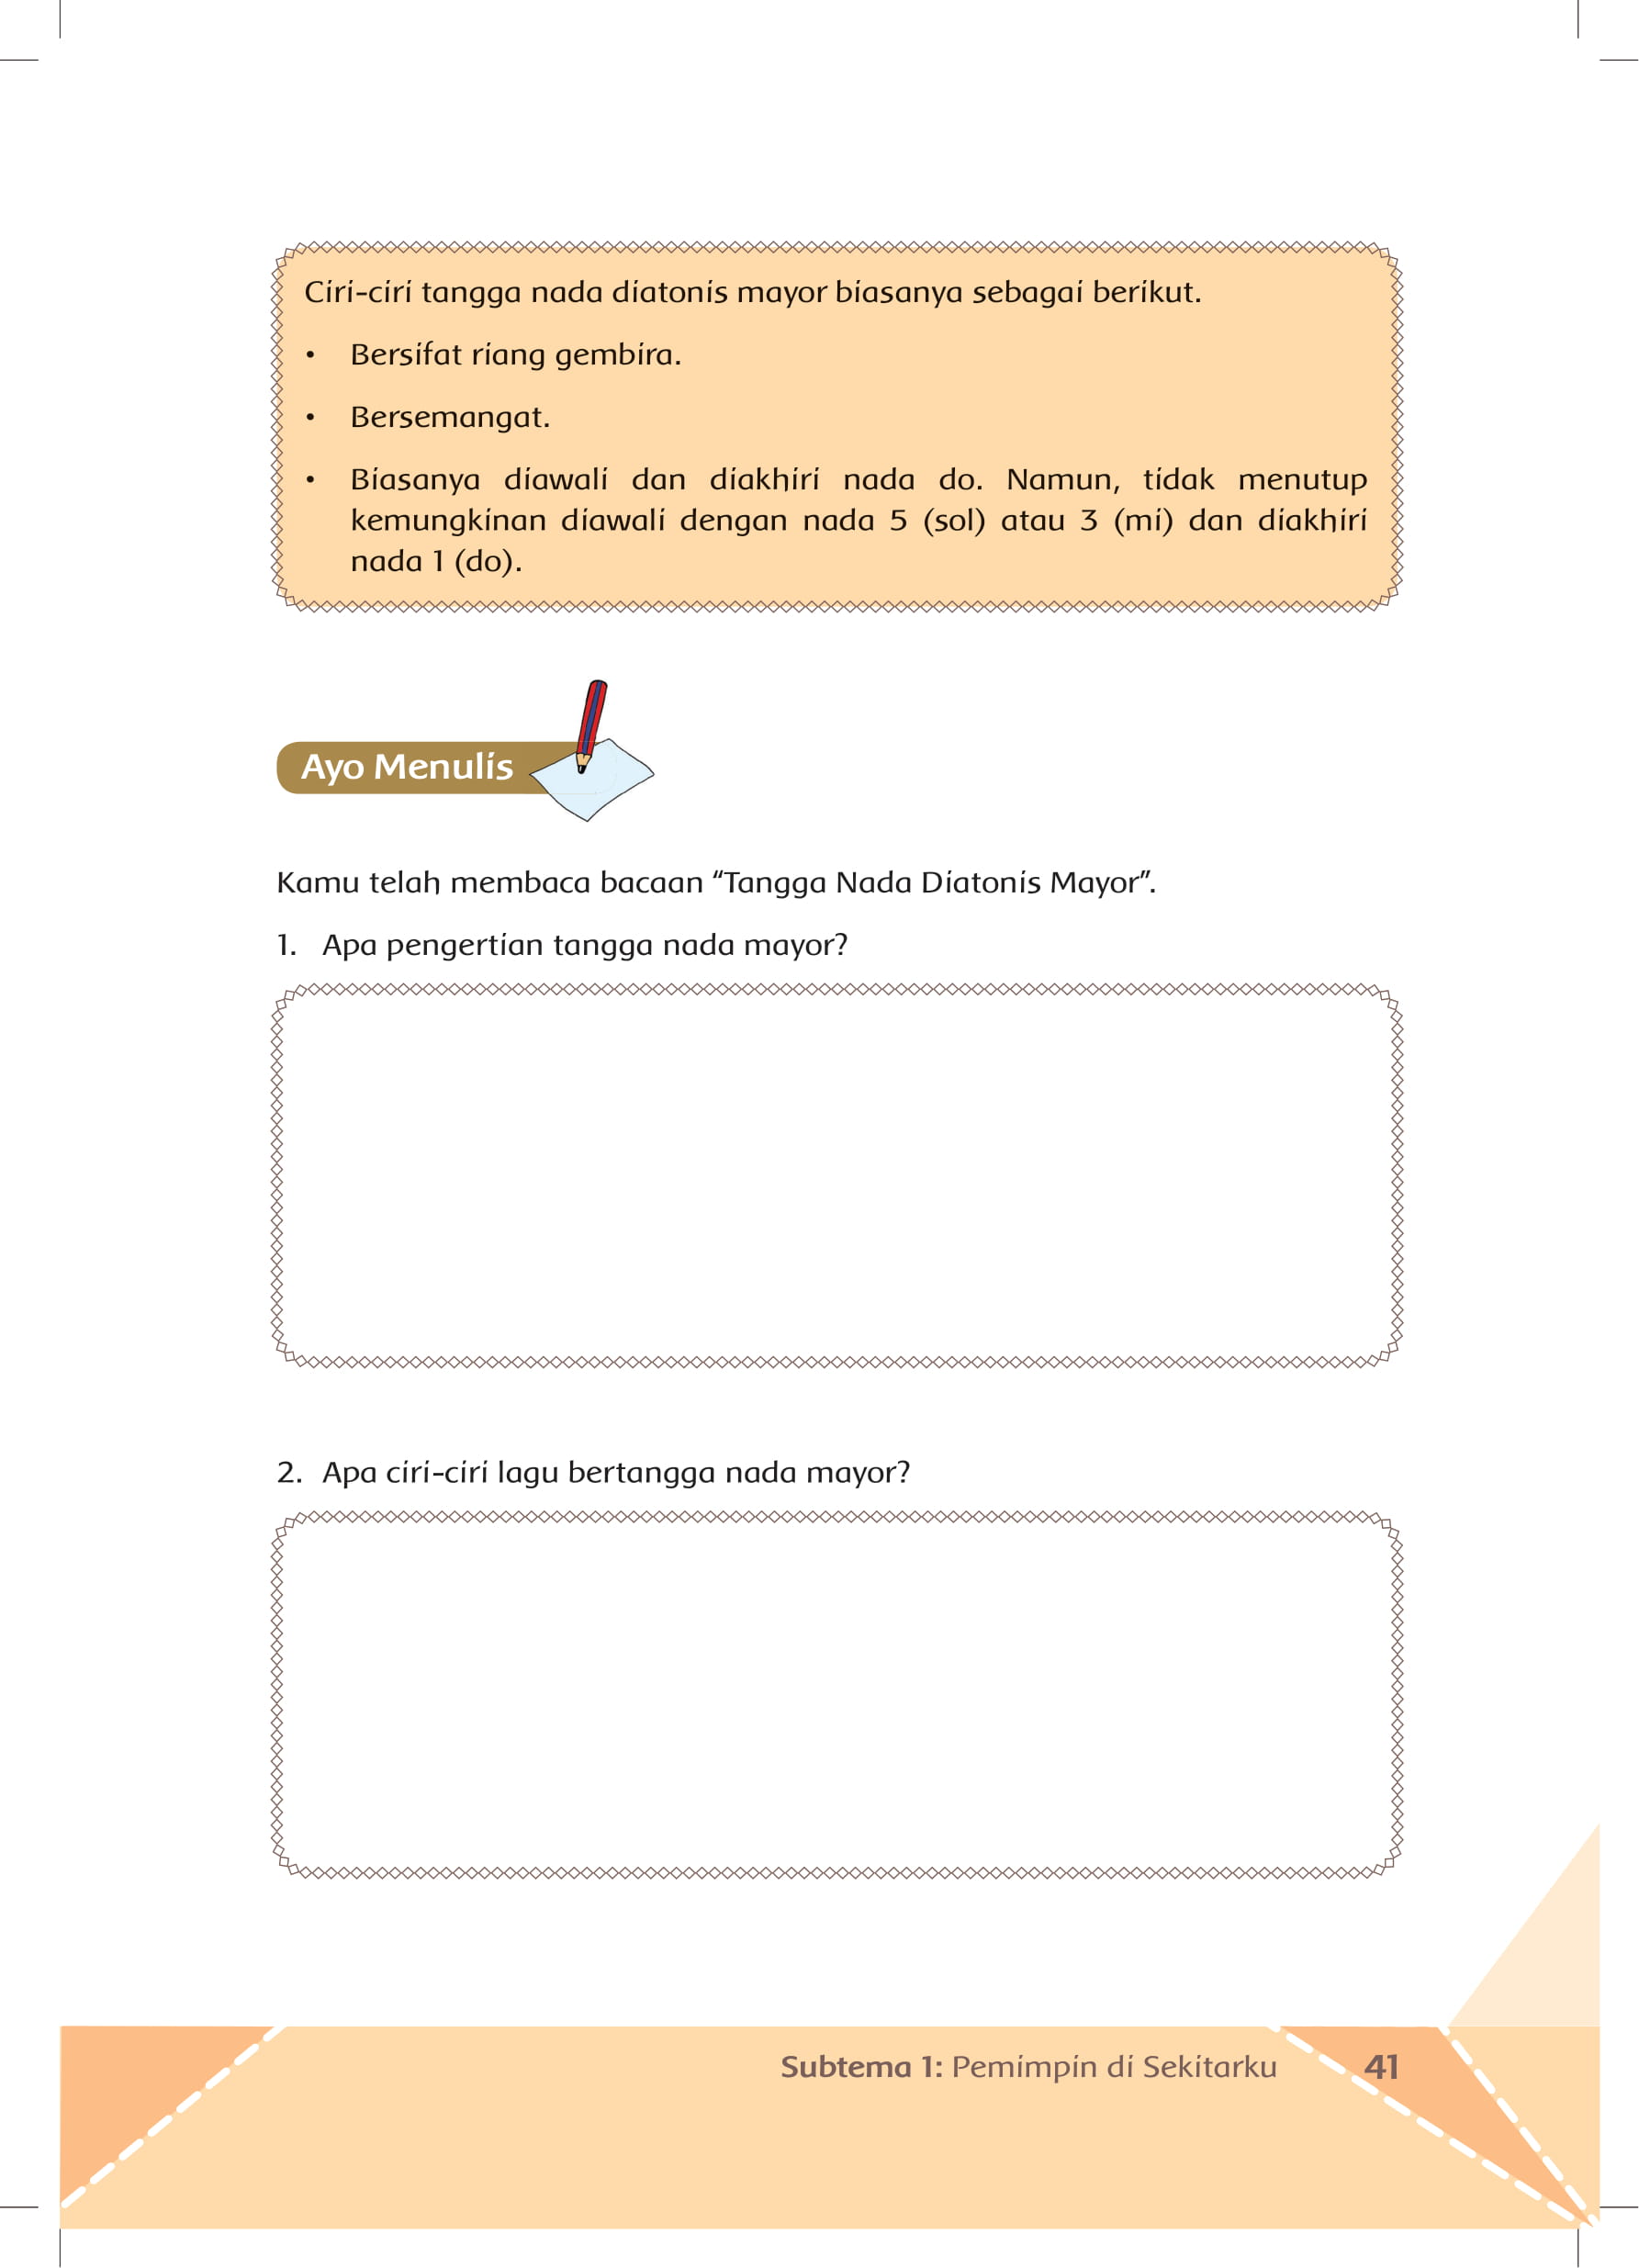 Ciri-ciri tangga nada diatonis mayor biasanya sebagai berikut.
• Bersifat riang gembira.
• Bersemangat.
• Biasanya diawali dan diakhiri nada do. Namun, tidak menutup
kemungkinan diawali dengan nada 5 (sol) atau 3 (mi) dan diakhiri
nada 1 (do).
Ayo Menulis
Kamu telah membaca bacaan “Tangga Nada Diatonis Mayor”.
1. Apa pengertian tangga nada mayor?
2. Apa ciri-ciri lagu bertangga nada mayor?
Subtema 1: Pemimpin di Sekitarku 41